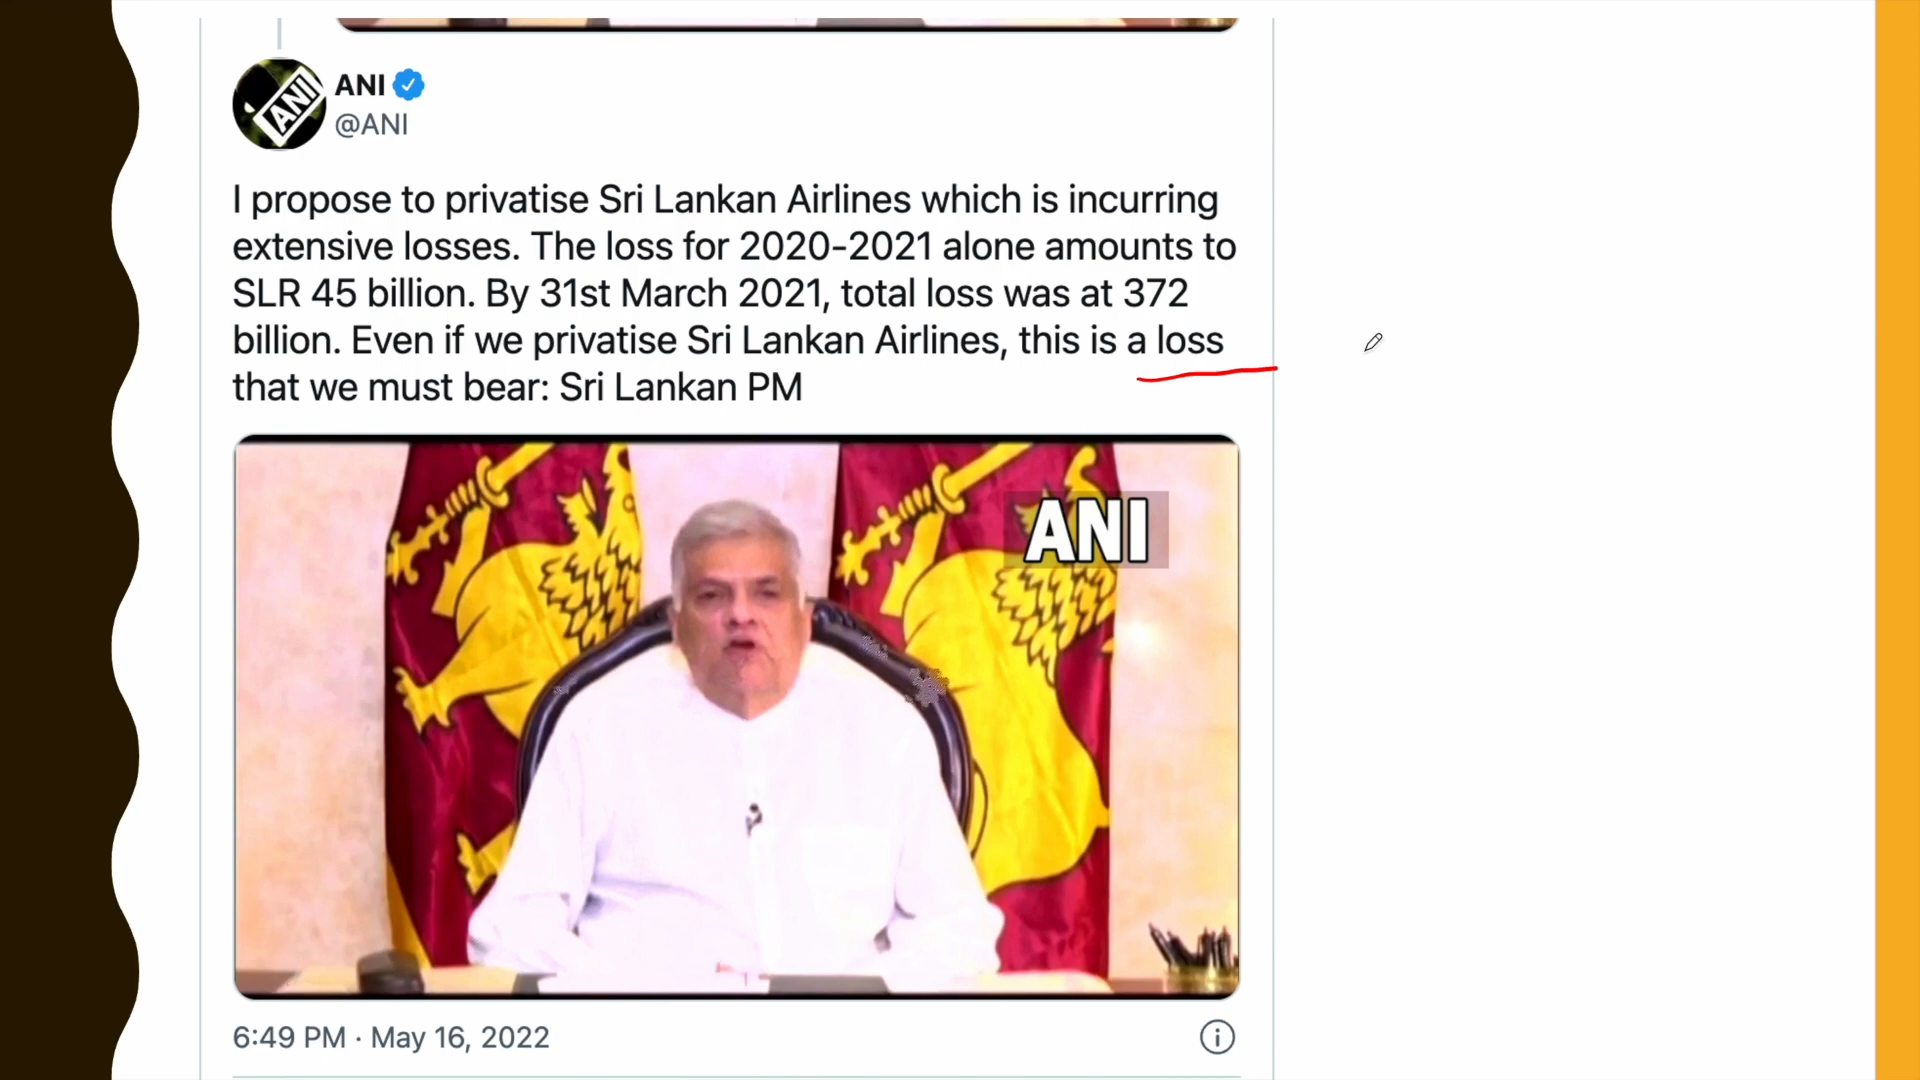 ANI
ANI
@ANI
I propose to privatise Sri Lankan Airlines which is incurring
extensive losses. The loss for 2020-2021 alone amounts to
SLR 45 billion. By 31st March 2021, total loss was at 372
billion. Even if we privatise Sri Lankan Airlines, this is a loss
that we must bear: Sri Lankan PM
ANI
6:49 PM · May 16, 2022